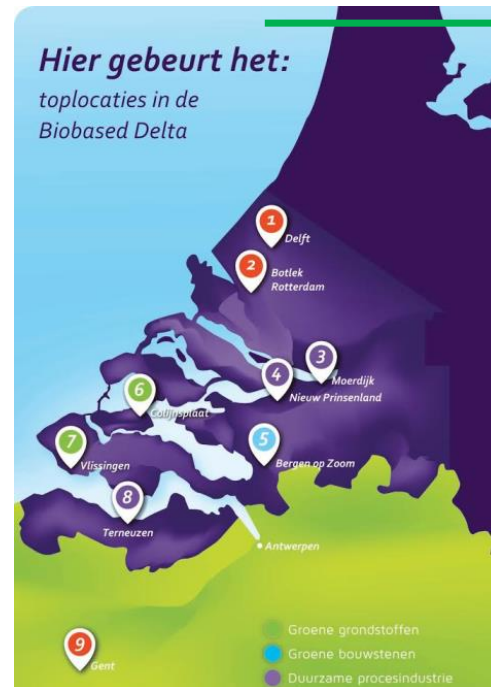 Hier gebeurt het:
toplocaties in de
Biobased Delta
1
Delft
2
Botlek
Rotterdam
3
Moerdijk
4
Nieuw Prinsenland
6
Colijnsplaat
5
Bergen op Zoom
7
Vlissingen
8
Terneuzen
Antwerpen
9
Gent
Groene grondstoffen
Groene bouwstenen
Duurzame procesindustrie